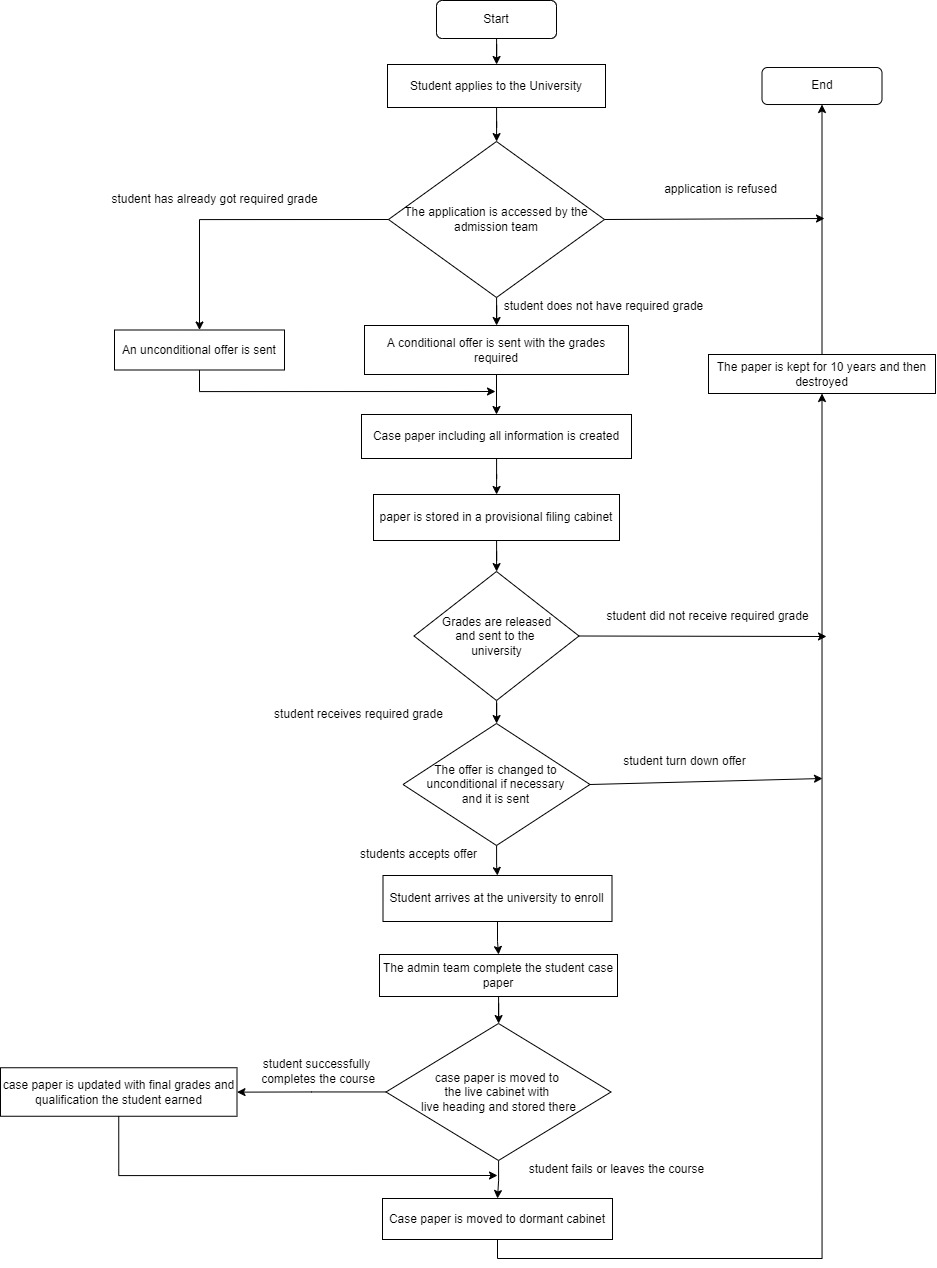 Start
Student applies to the University
End
student has already got required grade
application is refused
The application is accessed by the
admission team
student does not have required grade
An unconditional offer is sent
A conditional offer is sent with the grades
required
The paper is kept for 10 years and then
destroyed
Case paper including all information is created
paper is stored in a provisional filing cabinet
Grades are released
and sent to the
university
student did not receive required grade
student receives required grade
The offer is changed to
unconditional if necessary
and it is sent
student turn down offer
students accepts offer
Student arrives at the university to enroll
The admin team complete the student case
paper
student successfully
completes the course
case paper is updated with final grades and
qualification the student earned
case paper is moved to
the live cabinet with
live heading and stored there
student fails or leaves the course
Case paper is moved to dormant cabinet